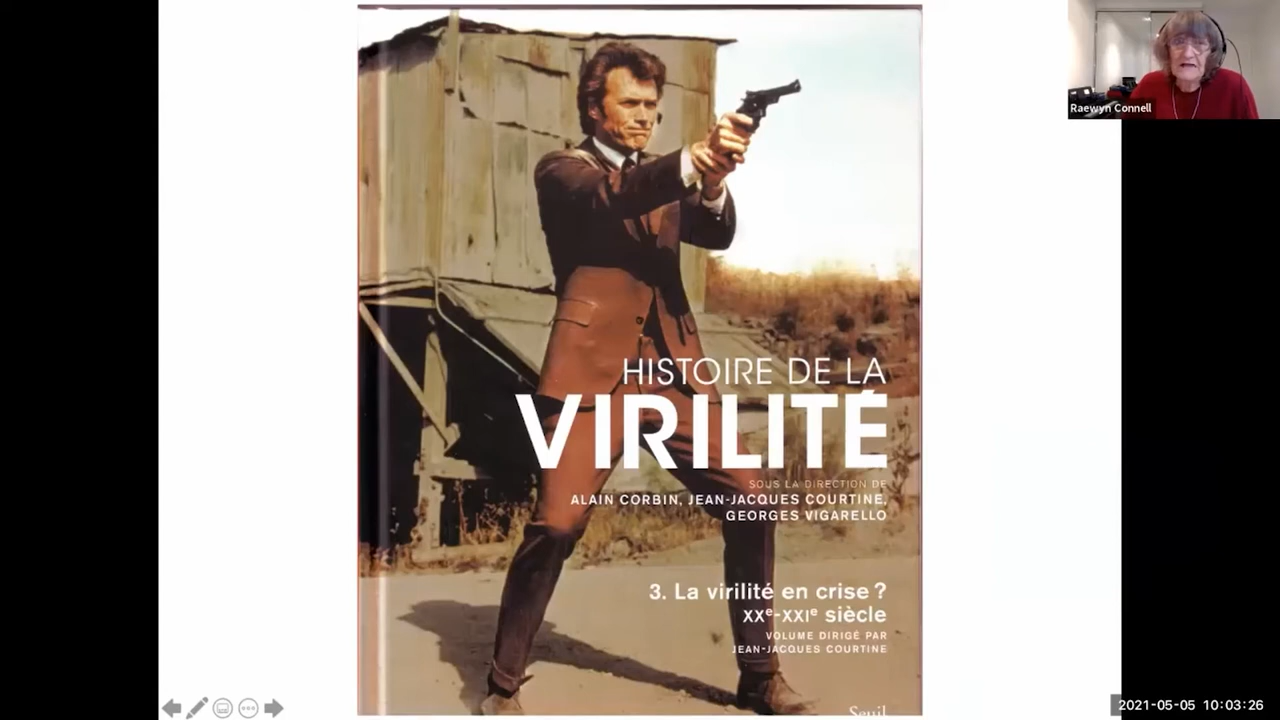 Raewyn Connell
HISTOIRE DE LA
VIRILITÉ
SOUS LA DIRECTION DE
ALAIN CORBIN, JEAN-JACQUES COURTINE,
GEORGES VIGARELLO
3. La virilité en crise ?
XXe-XXIe siècle
VOLUME DIRIGÉ PAR
JEAN-JACQUES COURTINE
Seuil
2021-05-05 10:03:26